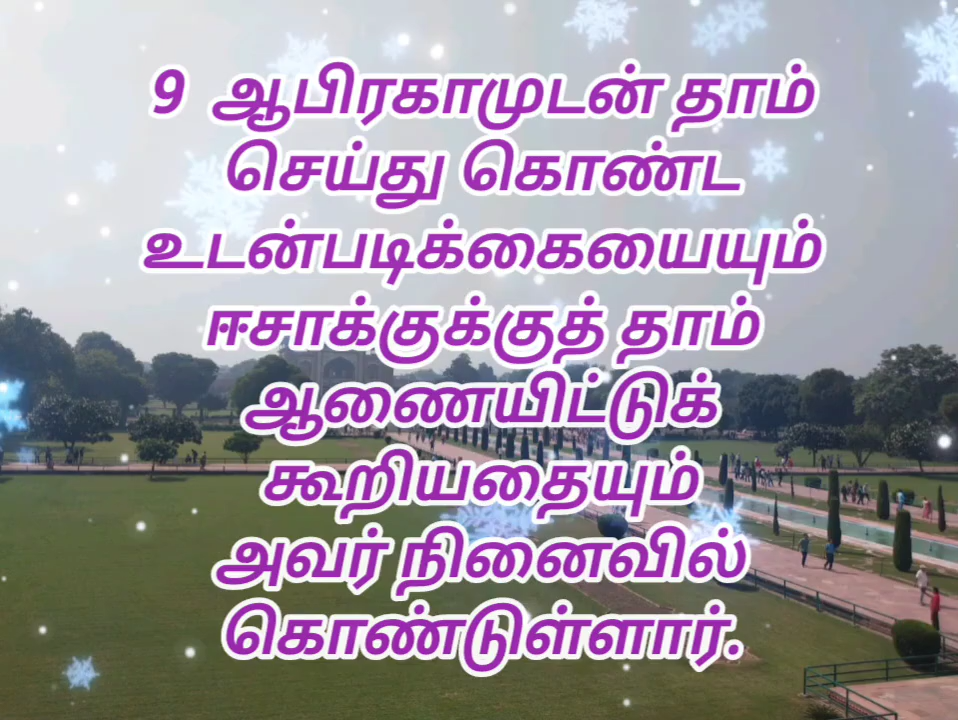 9 ஆபிரகாமுடன் தாம்
செய்து கொண்ட
உடன்படிக்கையையும்
ஈசாக்குக்குத் தாம்
ஆணையிட்டுக்
கூறியதையும்
அவர் நினைவில்
கொண்டுள்ளார்.